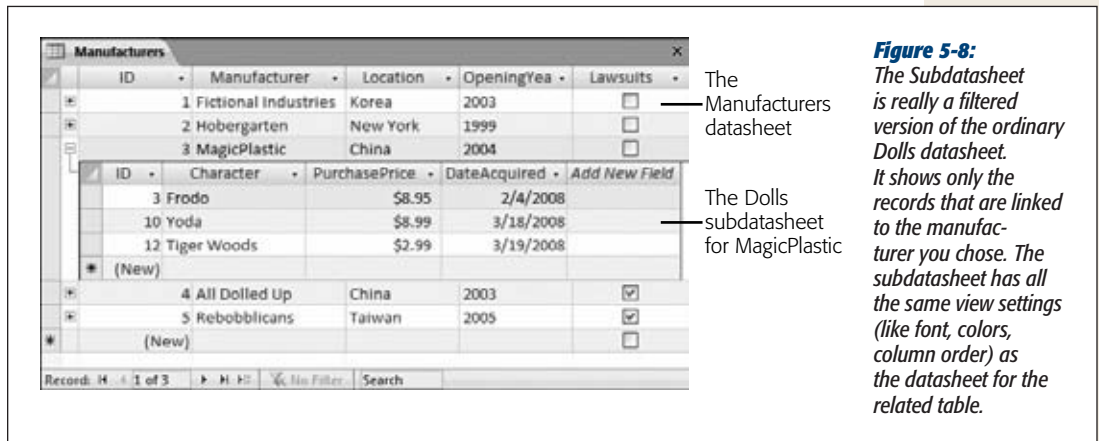 Manufacturers
ID Manufacturer Location OpeningYea Lawsuits
1 Fictional Industries Korea 2003
2 Hobergarten New York 1999
3 MagicPlastic China 2004
ID Character PurchasePrice DateAcquired Add New Field
3 Frodo $8.95 2/4/2008
10 Yoda $8.99 3/18/2008
12 Tiger Woods $2.99 3/19/2008
(New)
4 All Dolled Up China 2003
5 Rebobblicans Taiwan 2005
(New)
Record: 1 of 3 No Filter Search
The
Manufacturers
datasheet
The Dolls
subdatasheet
for MagicPlastic
Figure 5-8:
The Subdatasheet
is really a filtered
version of the ordinary
Dolls datasheet.
It shows only the
records that are linked
to the manufac-
turer you chose. The
subdatasheet has all
the same view settings
(like font, colors,
column order) as
the datasheet for the
related table.